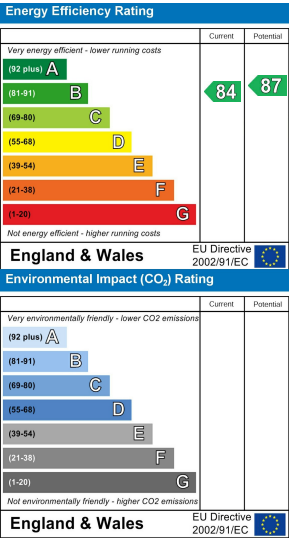 Energy Efficiency Rating
Current Potential
Very energy efficient - lower running costs
(92 plus) A
(81-91) B
84 87
(69-80) C
(55-68) D
(39-54) E
(21-38) F
(1-20) G
Not energy efficient - higher running costs
England & Wales
EU Directive
2002/91/EC
Environmental Impact (CO₂) Rating
Current Potential
Very environmentally friendly - lower CO2 emissions
(92 plus) A
(81-91) B
(69-80) C
(55-68) D
(39-54) E
(21-38) F
(1-20) G
Not environmentally friendly - higher CO2 emissions
England & Wales
EU Directive
2002/91/EC